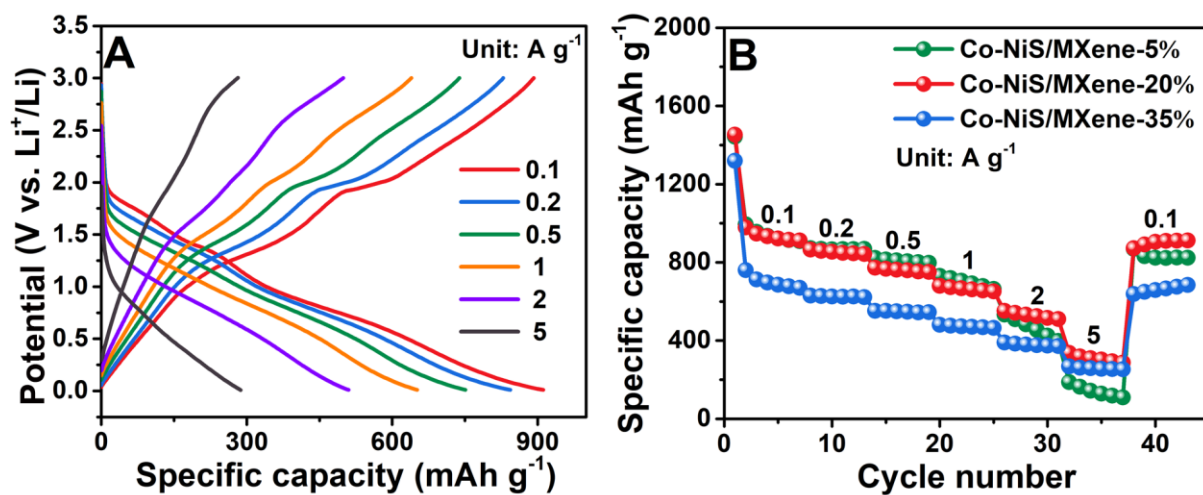 A
Unit: A g⁻¹
Potential (V vs. Li⁺/Li)
3.5
3.0
2.5
2.0
1.5
1.0
0.5
0.0
0.1
0.2
0.5
1
2
5
0 300 600 900
Specific capacity (mAh g⁻¹)
B
Co-NiS/MXene-5%
Co-NiS/MXene-20%
Co-NiS/MXene-35%
Unit: A g⁻¹
Specific capacity (mAh g⁻¹)
2000
1600
1200
800
400
0
0.1 0.2 0.5 1 2 5 0.1
0 10 20 30 40
Cycle number